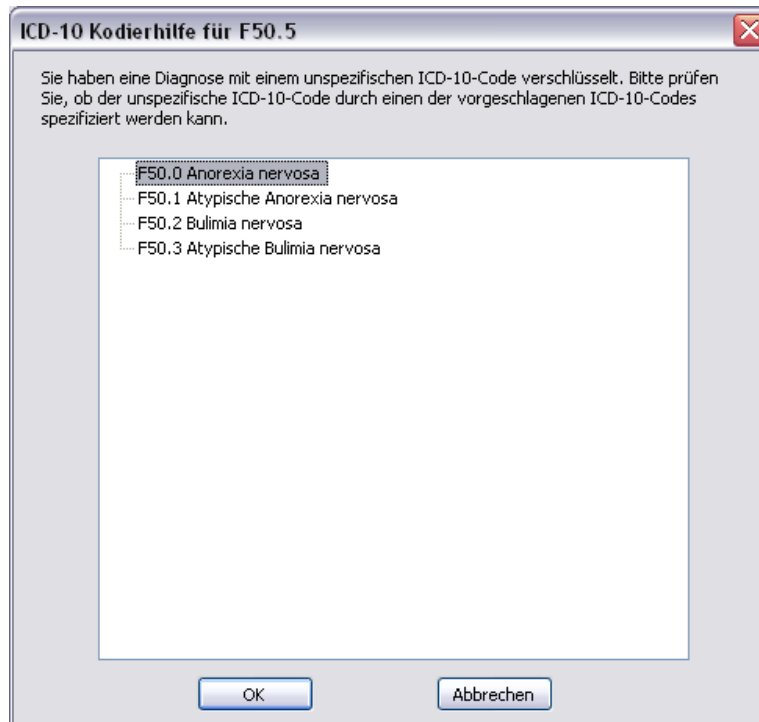 ICD-10 Kodierhilfe für F50.5
Sie haben eine Diagnose mit einem unspezifischen ICD-10-Code verschlüsselt. Bitte prüfen
Sie, ob der unspezifische ICD-10-Code durch einen der vorgeschlagenen ICD-10-Codes
spezifiziert werden kann.
F50.0 Anorexia nervosa
F50.1 Atypische Anorexia nervosa
F50.2 Bulimia nervosa
F50.3 Atypische Bulimia nervosa
OK Abbrechen